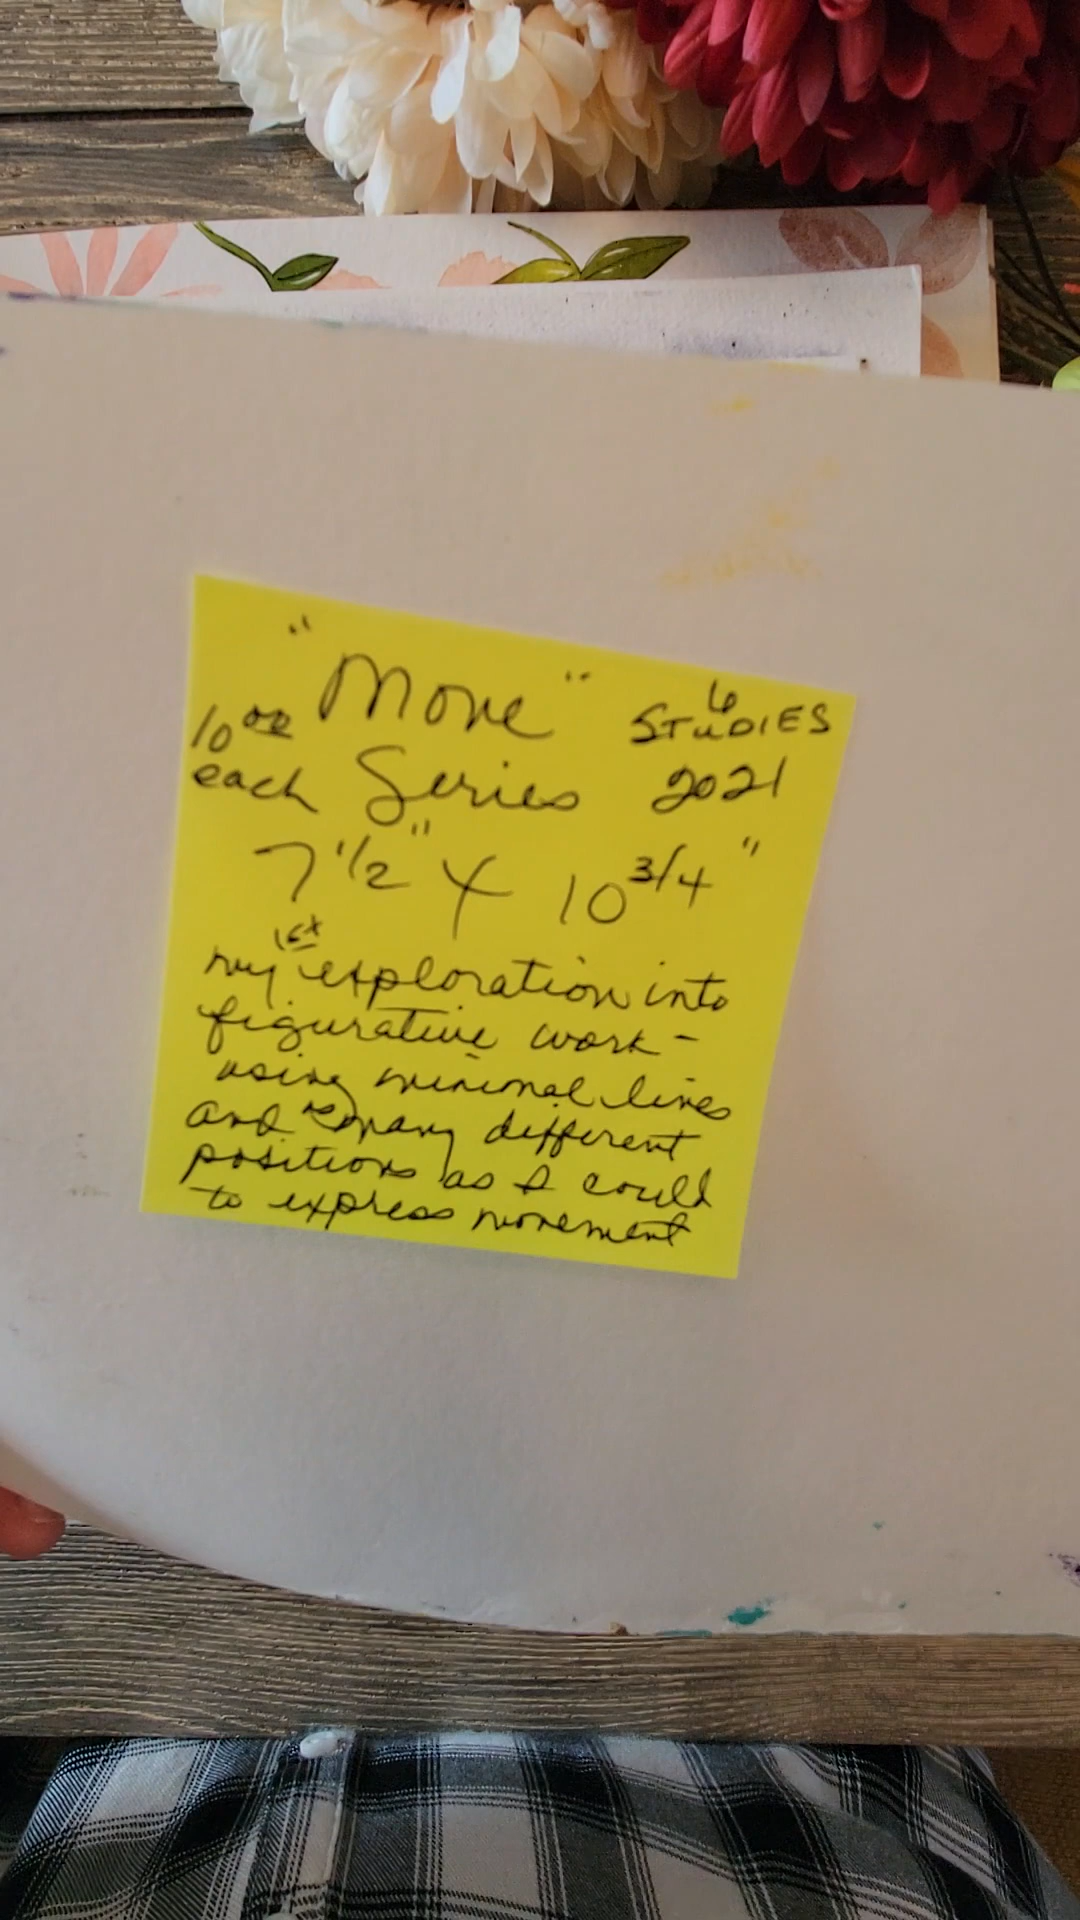 "Move" 6
STUDIES
10 00 each Series 2021
7 1/2" X 10 3/4"
my 1st exploration into
figurative work -
using minimal lines
and as many different
positions as I could
to express movement